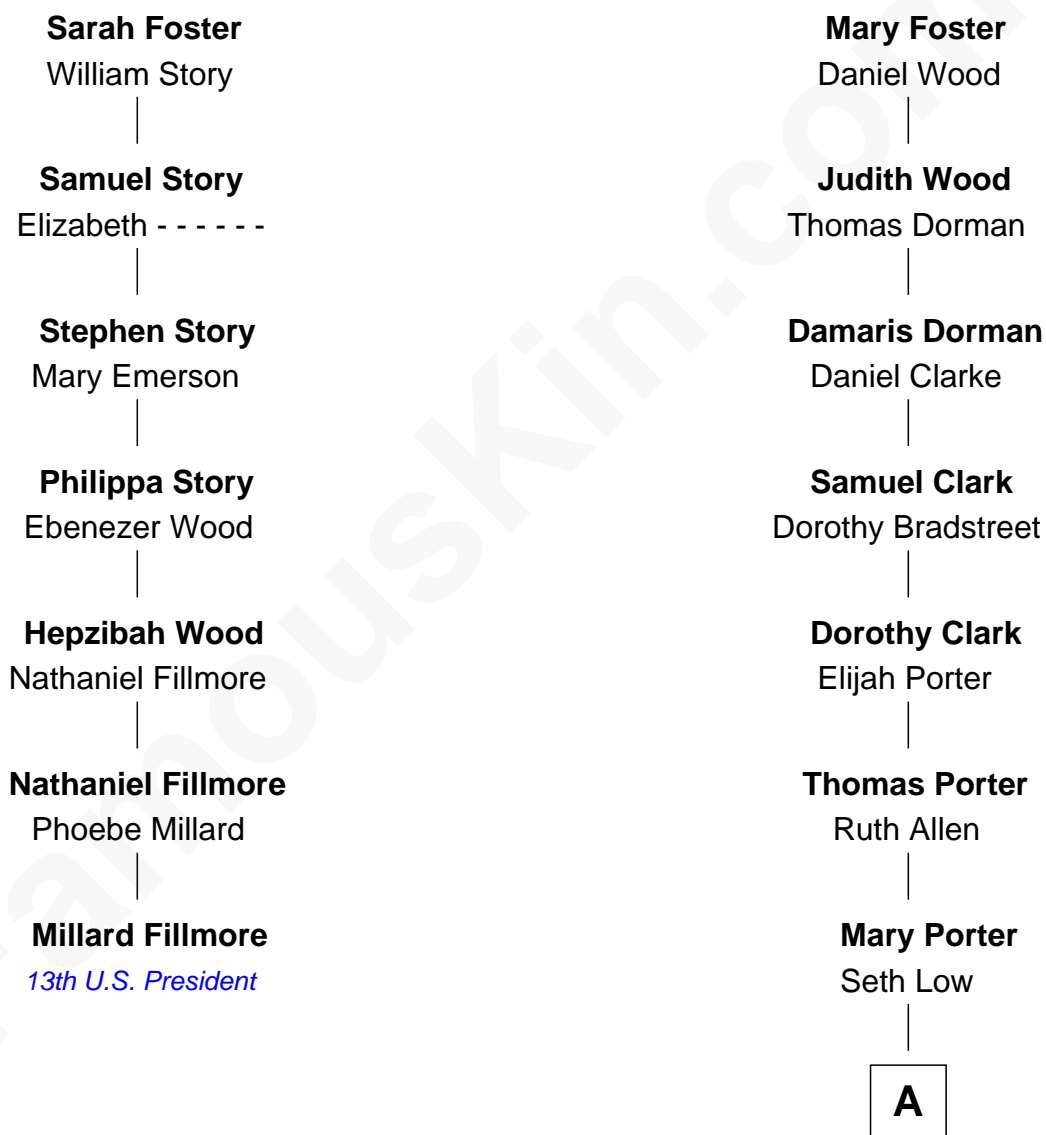 Sarah Foster
William Story
Samuel Story
Elizabeth - - - - - -
Stephen Story
Mary Emerson
Philippa Story
Ebenezer Wood
Hepzibah Wood
Nathaniel Fillmore
Nathaniel Fillmore
Phoebe Millard
Millard Fillmore
13th U.S. President
Mary Foster
Daniel Wood
Judith Wood
Thomas Dorman
Damaris Dorman
Daniel Clarke
Samuel Clark
Dorothy Bradstreet
Dorothy Clark
Elijah Porter
Thomas Porter
Ruth Allen
Mary Porter
Seth Low
A
FamousKin.com